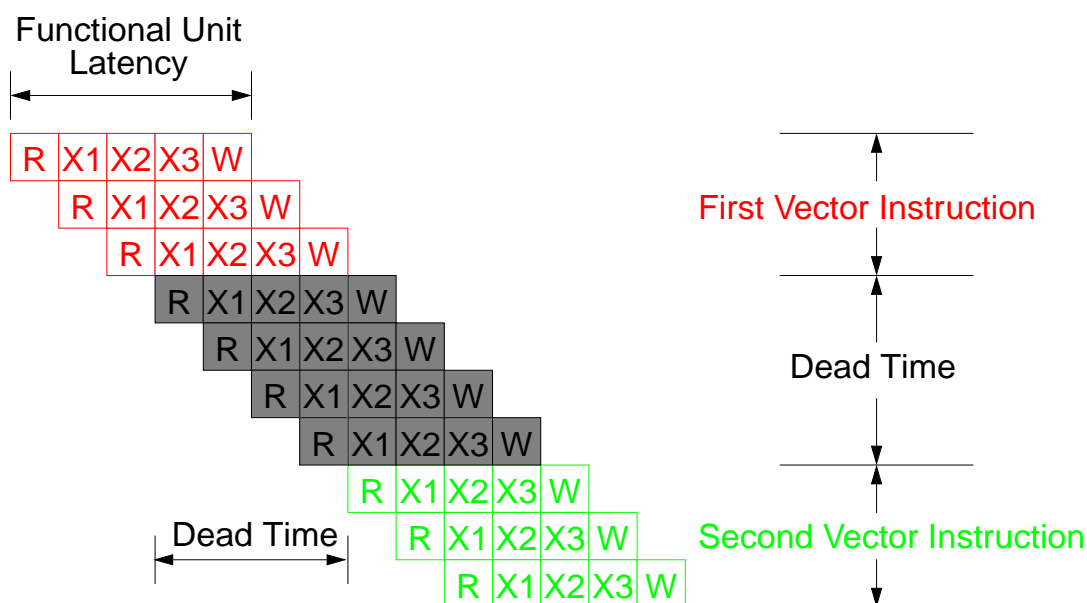 Functional Unit
Latency
R X1 X2 X3 W
R X1 X2 X3 W
First Vector Instruction
R X1 X2 X3 W
R X1 X2 X3 W
R X1 X2 X3 W
Dead Time
R X1 X2 X3 W
R X1 X2 X3 W
R X1 X2 X3 W
Dead Time
R X1 X2 X3 W
Second Vector Instruction
R X1 X2 X3 W